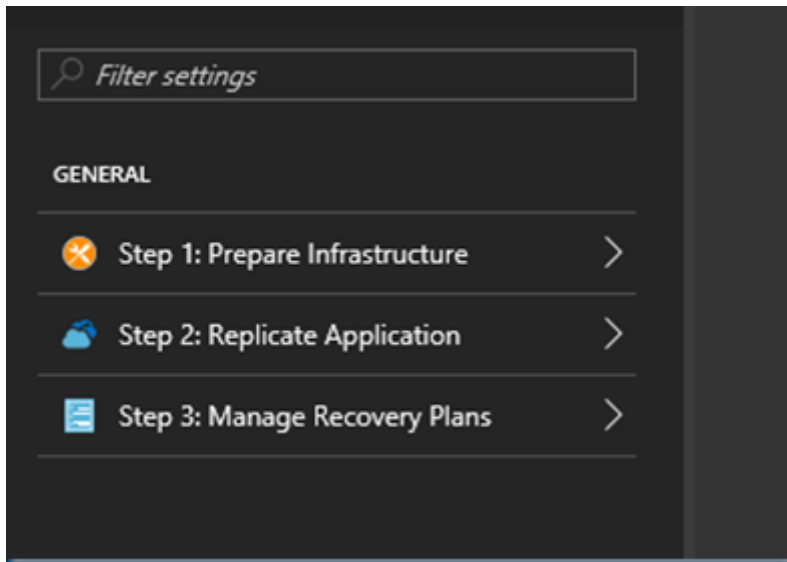 Filter settings
GENERAL
Step 1: Prepare Infrastructure
Step 2: Replicate Application
Step 3: Manage Recovery Plans